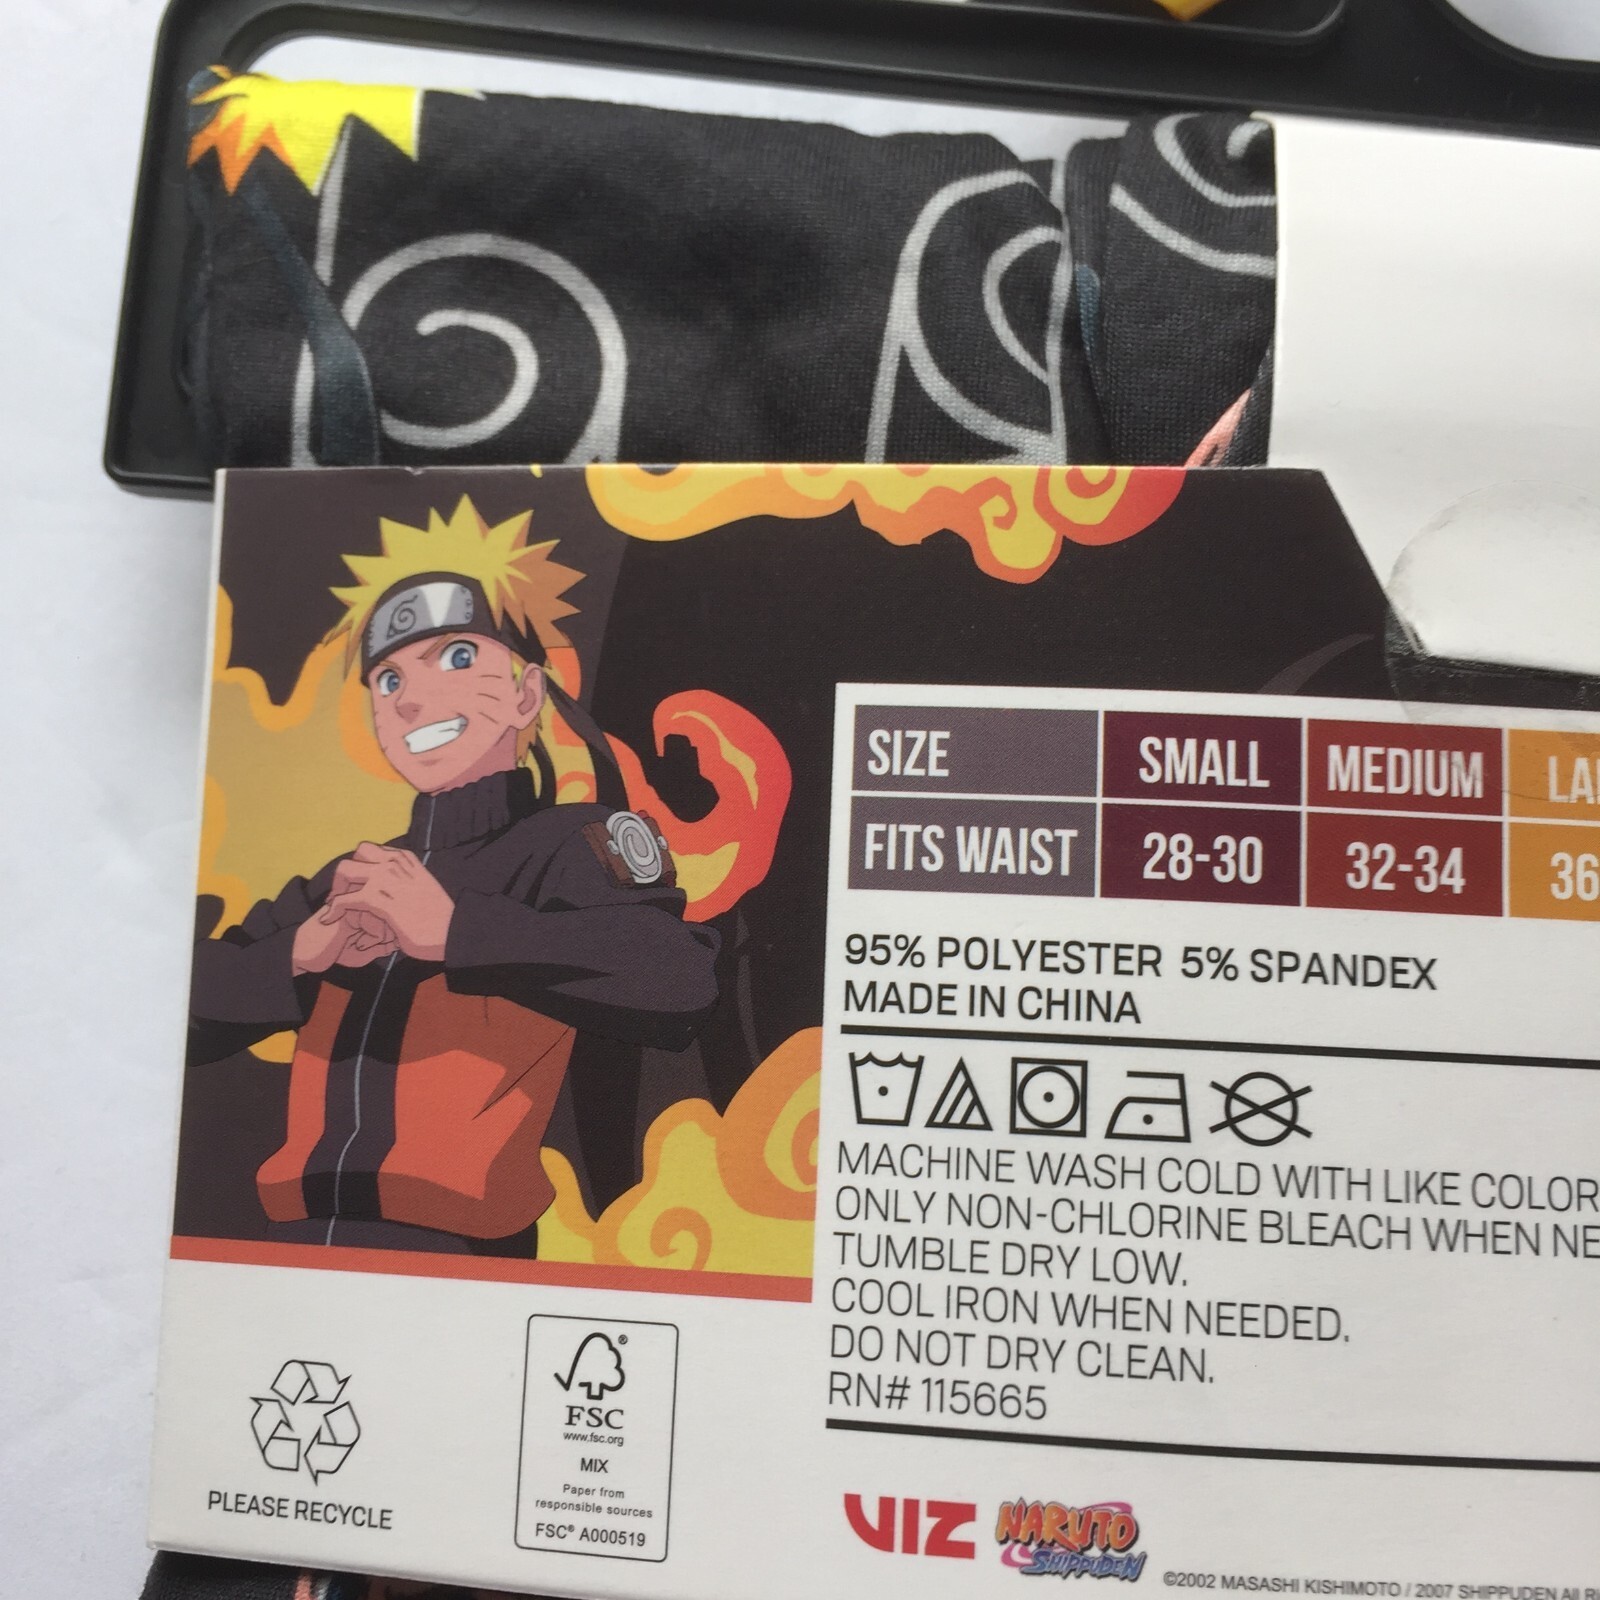 SIZE SMALL MEDIUM
FITS WAIST 28-30 32-34 36
95% POLYESTER 5% SPANDEX
MADE IN CHINA
MACHINE WASH COLD WITH LIKE COLOR
ONLY NON-CHLORINE BLEACH WHEN NE
TUMBLE DRY LOW.
COOL IRON WHEN NEEDED.
DO NOT DRY CLEAN.
RN# 115665
PLEASE RECYCLE
FSC
www.fsc.org
MIX
Paper from
responsible sources
FSC® A000519
VIZ
NARUTO
SHIPPUDEN
©2002 MASASHI KISHIMOTO / 2007 SHIPPUDEN All Ri